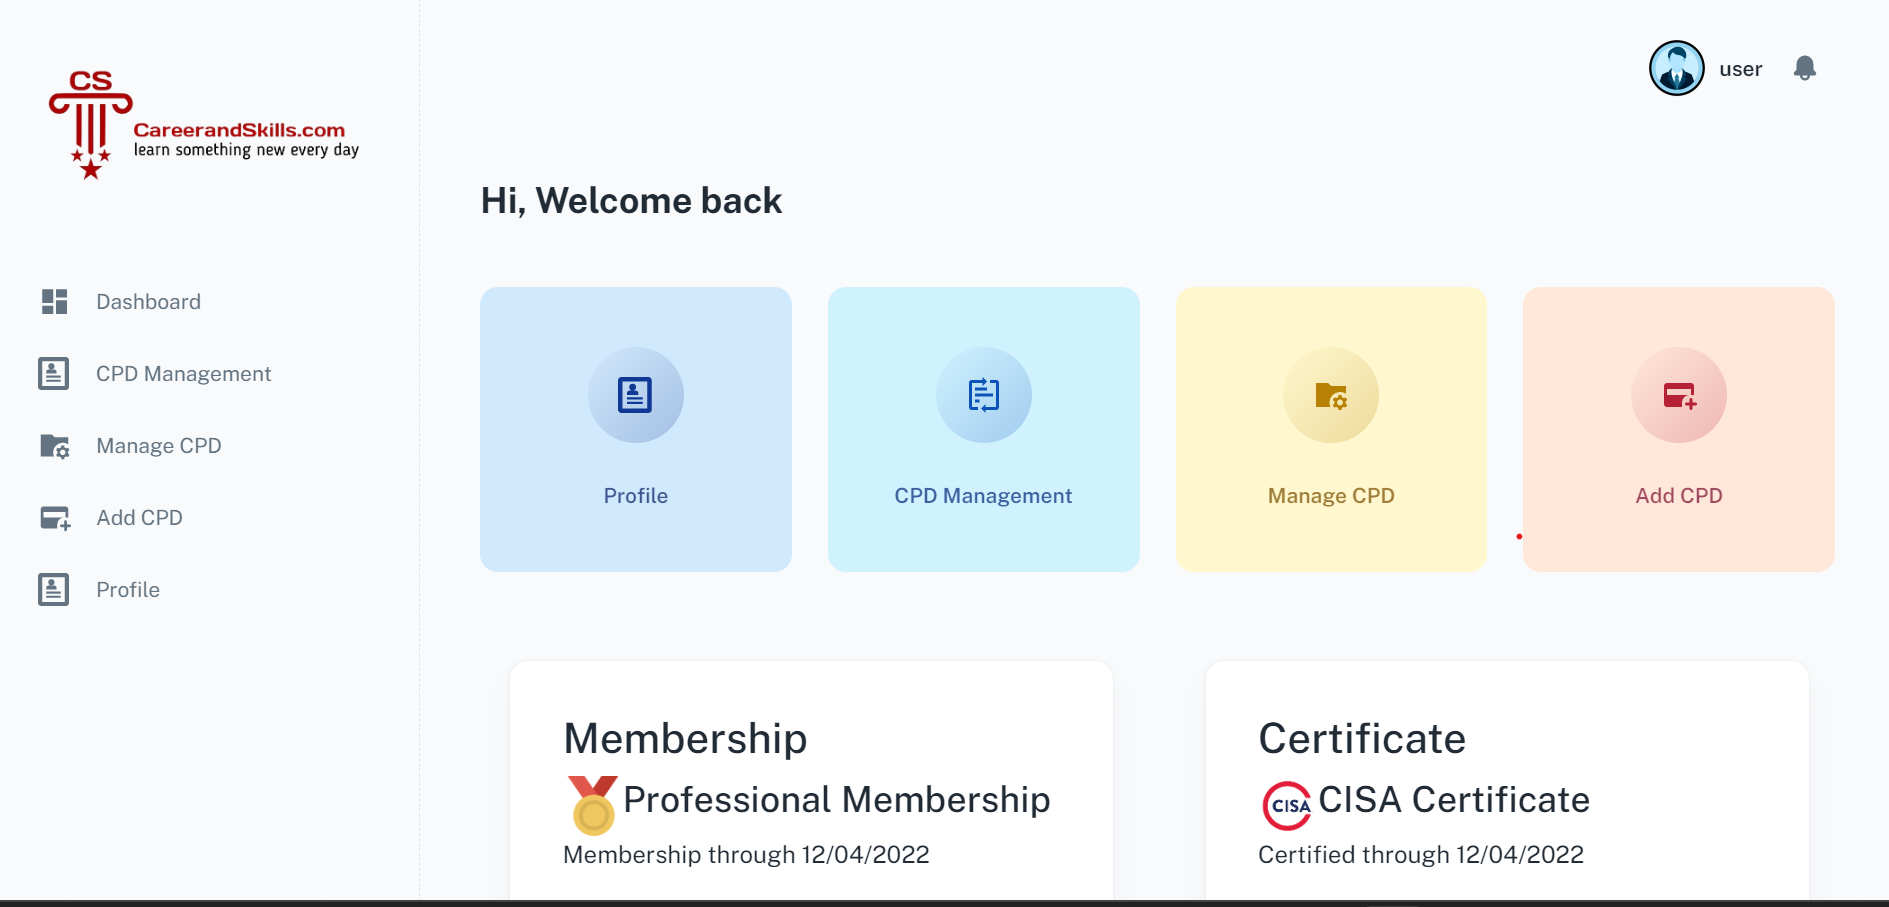 CS
CareerandSkills.com
learn something new every day
user
Hi, Welcome back
Dashboard
CPD Management
Manage CPD
Add CPD
Profile
Profile
CPD Management
Manage CPD
Add CPD
Membership
Professional Membership
Membership through 12/04/2022
Certificate
CISA
CISA Certificate
Certified through 12/04/2022